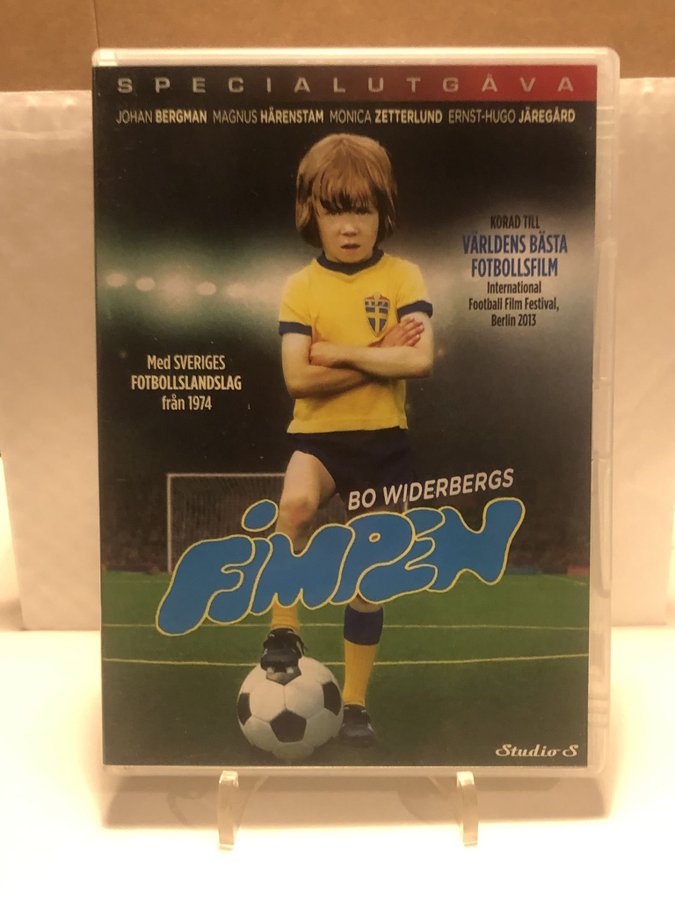 SPECIALUTGÅVA
JOHAN BERGMAN MAGNUS HÄRENSTAM MONICA ZETTERLUND ERNST-HUGO JÄREGÅRD
KORAD TILL
VÄRLDENS BÄSTA
FOTBOLLSFILM
International
Football Film Festival,
Berlin 2013
Med SVERIGES
FOTBOLLSLANDSLAG
från 1974
BO WIDERBERGS
FIMPEN
Studio S